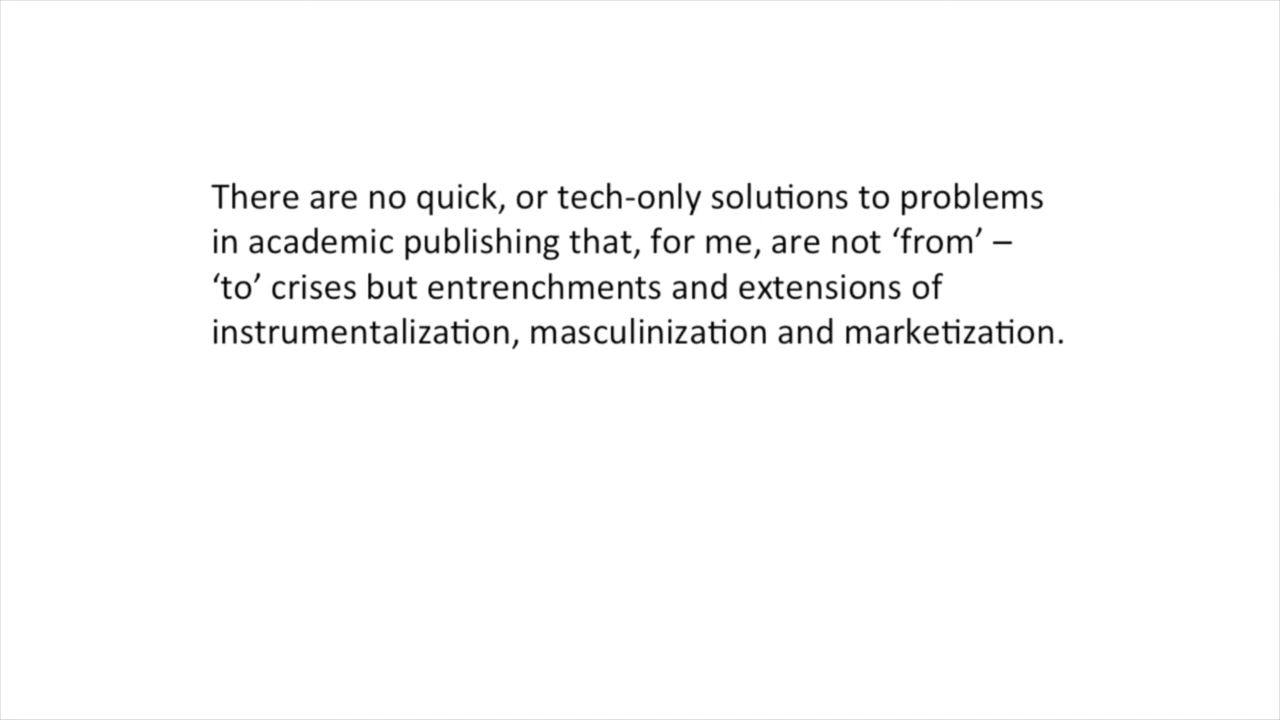 There are no quick, or tech-only solutions to problems
in academic publishing that, for me, are not ‘from’ –
‘to’ crises but entrenchments and extensions of
instrumentalization, masculinization and marketization.